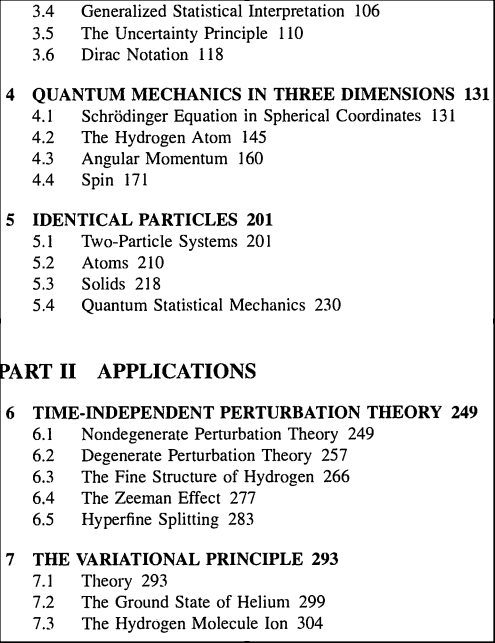 3.4 Generalized Statistical Interpretation 106
3.5 The Uncertainty Principle 110
3.6 Dirac Notation 118
4 QUANTUM MECHANICS IN THREE DIMENSIONS 131
4.1 Schrödinger Equation in Spherical Coordinates 131
4.2 The Hydrogen Atom 145
4.3 Angular Momentum 160
4.4 Spin 171
5 IDENTICAL PARTICLES 201
5.1 Two-Particle Systems 201
5.2 Atoms 210
5.3 Solids 218
5.4 Quantum Statistical Mechanics 230
PART II APPLICATIONS
6 TIME-INDEPENDENT PERTURBATION THEORY 249
6.1 Nondegenerate Perturbation Theory 249
6.2 Degenerate Perturbation Theory 257
6.3 The Fine Structure of Hydrogen 266
6.4 The Zeeman Effect 277
6.5 Hyperfine Splitting 283
7 THE VARIATIONAL PRINCIPLE 293
7.1 Theory 293
7.2 The Ground State of Helium 299
7.3 The Hydrogen Molecule Ion 304